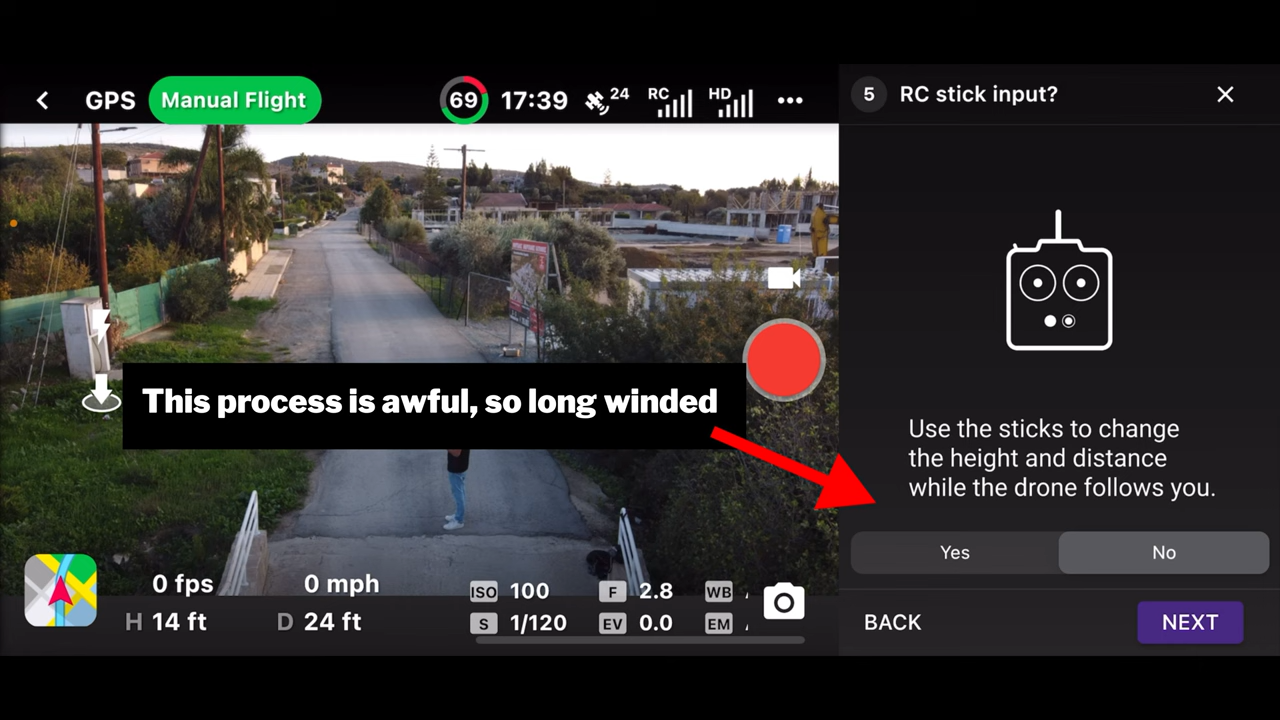 GPS
Manual Flight
69
17:39
24
RC
HD
5
RC stick input?
This process is awful, so long winded
Use the sticks to change
the height and distance
while the drone follows you.
Yes
No
0 fps
0 mph
H 14 ft
D 24 ft
ISO 100
F 2.8
WB
S 1/120
EV 0.0
EM
BACK
NEXT